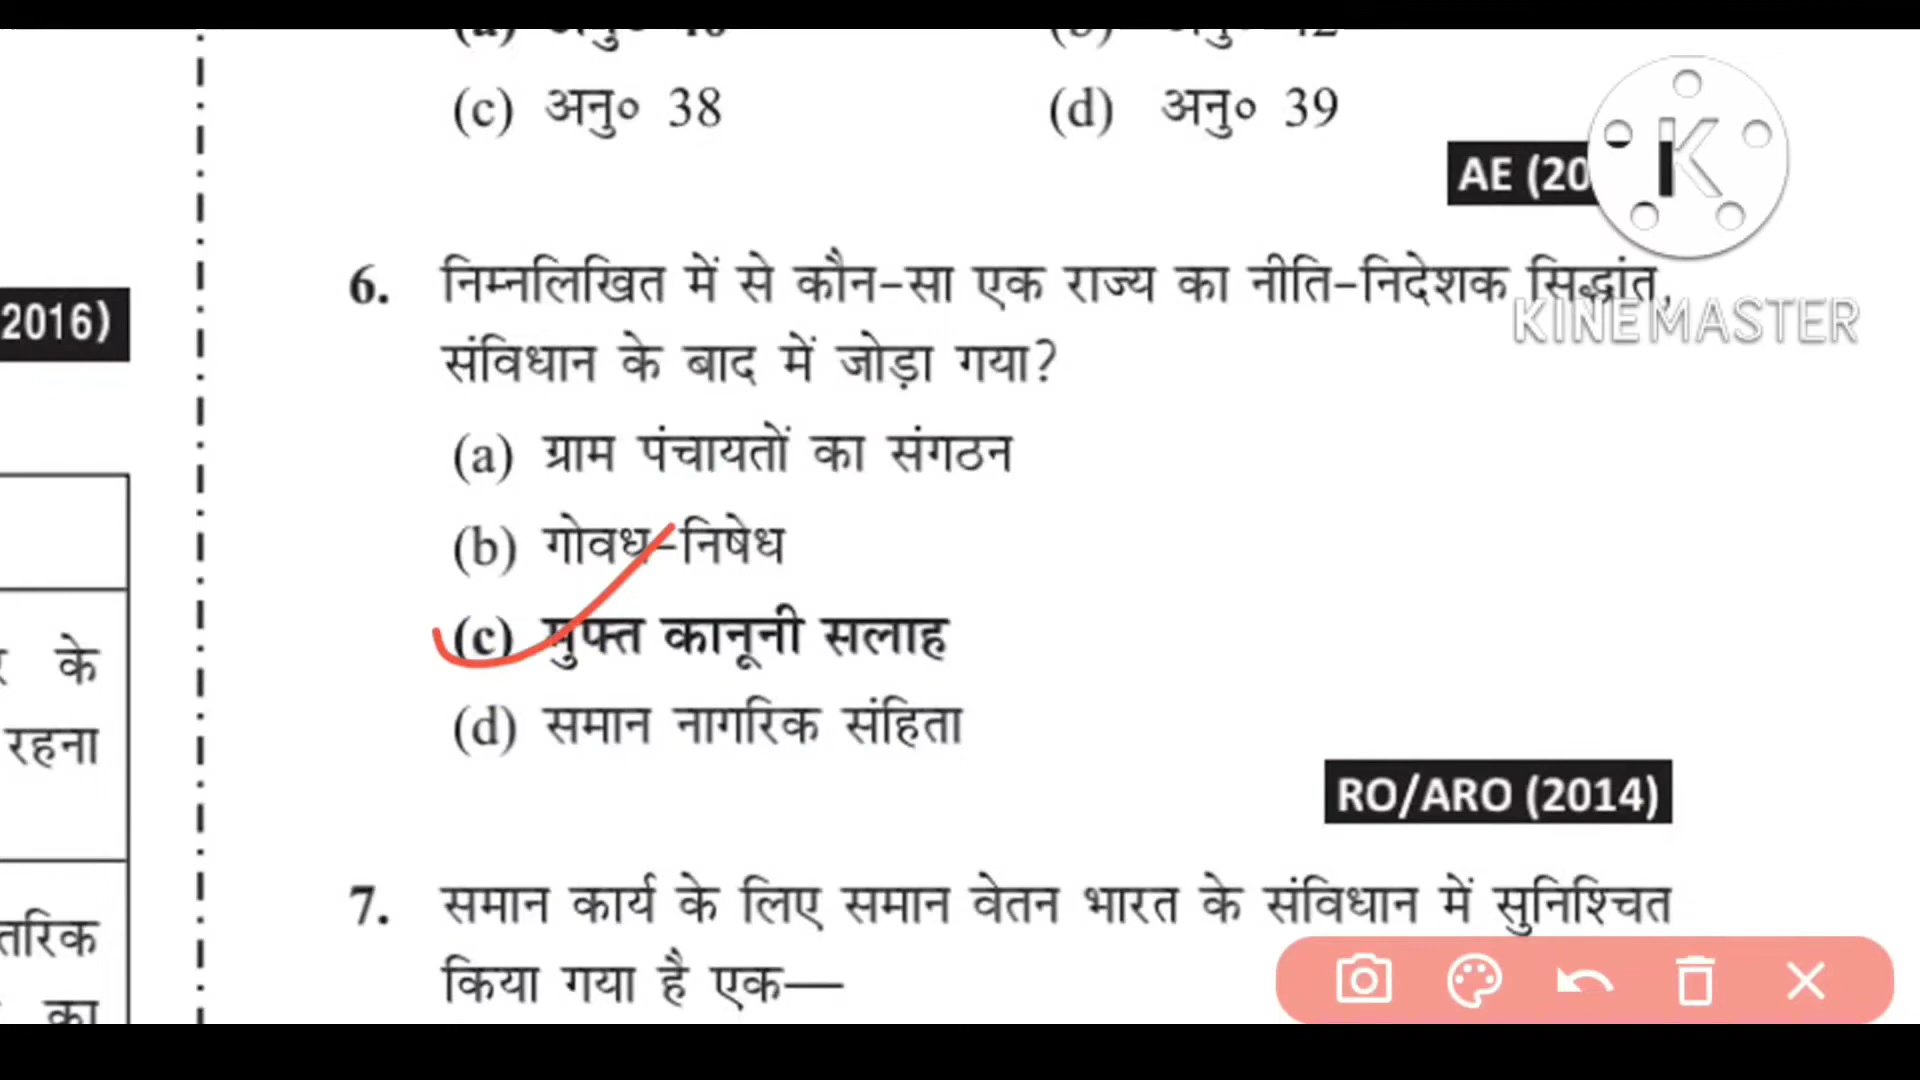 (c) अनु० 38
(d) अनु० 39
AE (20
K
6. निम्नलिखित में से कौन-सा एक राज्य का नीति-निदेशक सिद्धांत,
KINEMASTER
2016)
संविधान के बाद में जोड़ा गया?
(a) ग्राम पंचायतों का संगठन
(b) गोवध-निषेध
(c) मुफ्त कानूनी सलाह
के
(d) समान नागरिक संहिता
रहना
RO/ARO (2014)
7. समान कार्य के लिए समान वेतन भारत के संविधान में सुनिश्चित
तरिक
किया गया है एक—
का